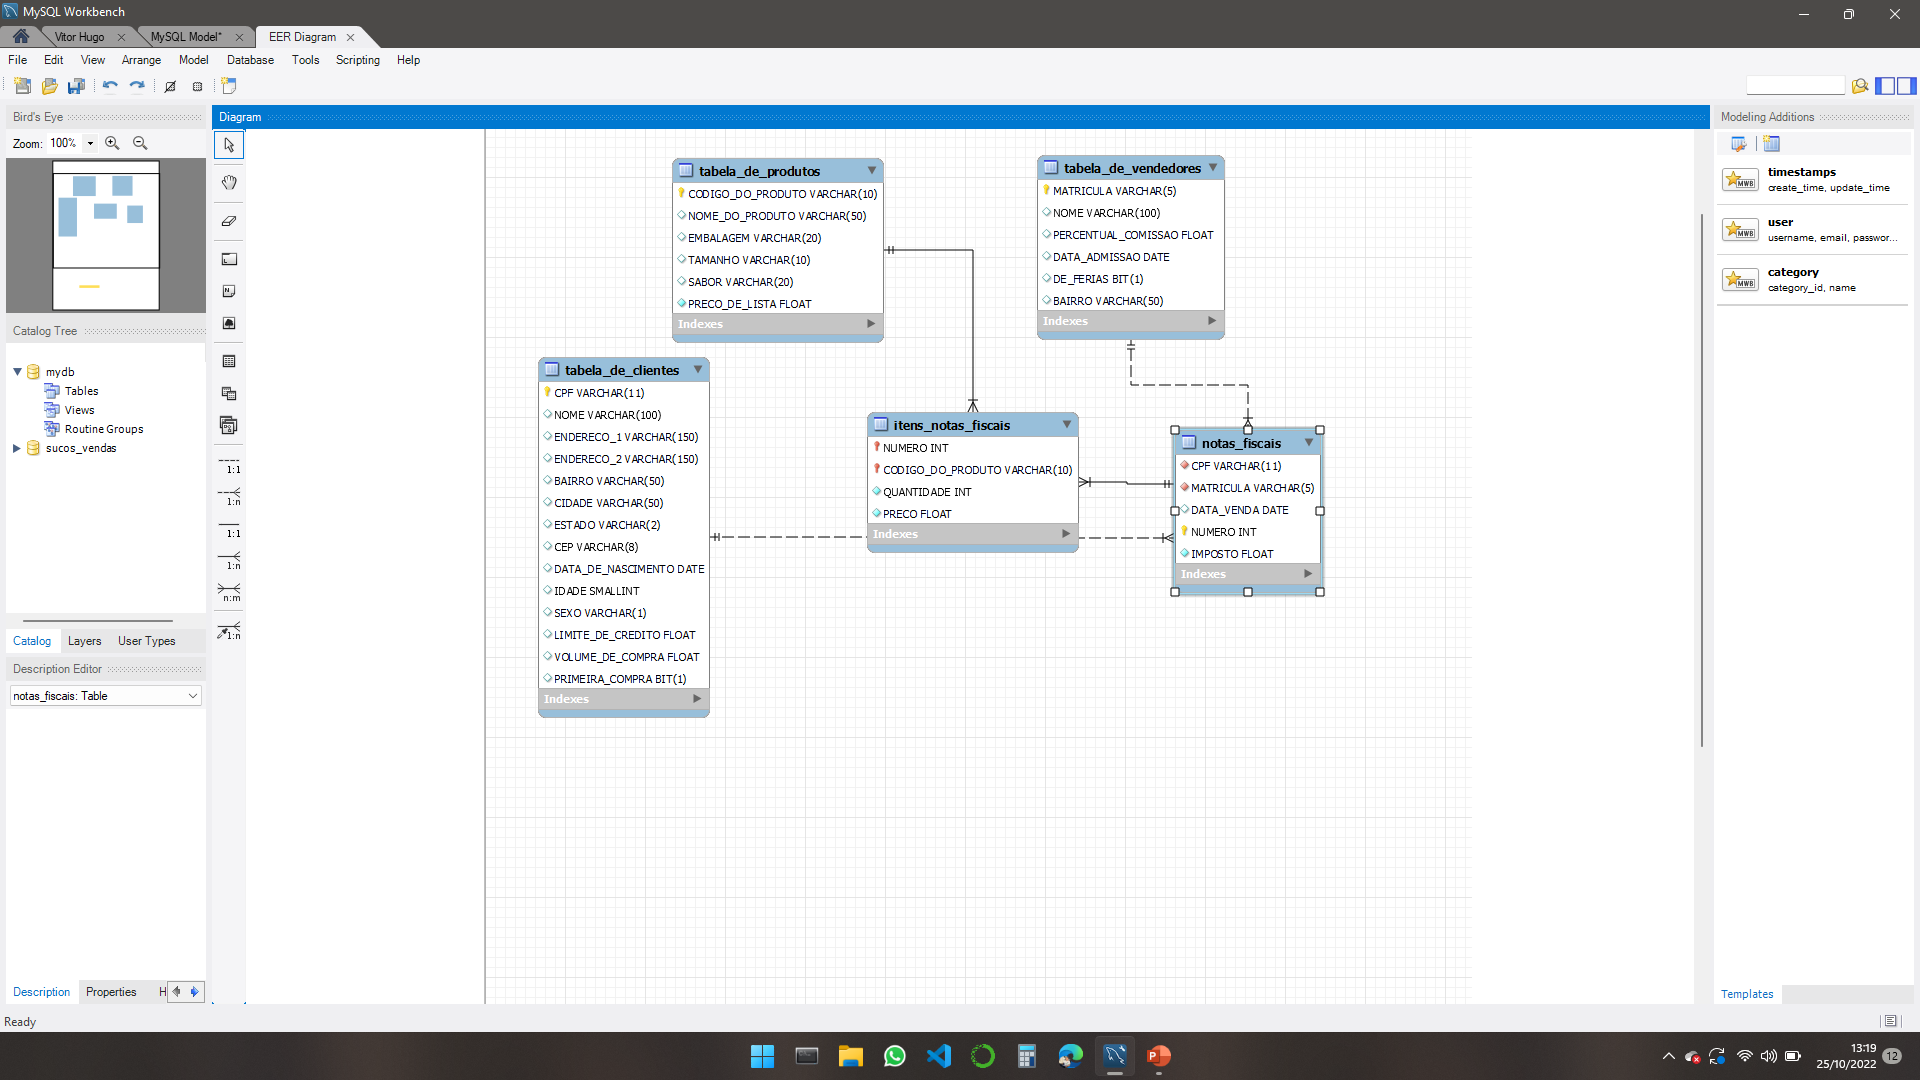 MySQL Workbench
Vitor Hugo
MySQL Model*
EER Diagram
File Edit View Arrange Model Database Tools Scripting Help
Bird's Eye
Zoom: 100%
Catalog Tree
mydb
Tables
Views
Routine Groups
sucos_vendas
Catalog Layers User Types
Description Editor
notas_fiscais: Table
Description Properties H
Ready
Diagram
1:1
1:n
1:1
1:n
n:m
1:n
tabela_de_produtos
CODIGO_DO_PRODUTO VARCHAR(10)
NOME_DO_PRODUTO VARCHAR(50)
EMBALAGEM VARCHAR(20)
TAMANHO VARCHAR(10)
SABOR VARCHAR(20)
PRECO_DE_LISTA FLOAT
Indexes
tabela_de_vendedores
MATRICULA VARCHAR(5)
NOME VARCHAR(100)
PERCENTUAL_COMISSAO FLOAT
DATA_ADMISSAO DATE
DE_FERIAS BIT(1)
BAIRRO VARCHAR(50)
Indexes
tabela_de_clientes
CPF VARCHAR(11)
NOME VARCHAR(100)
ENDERECO_1 VARCHAR(150)
ENDERECO_2 VARCHAR(150)
BAIRRO VARCHAR(50)
CIDADE VARCHAR(50)
ESTADO VARCHAR(2)
CEP VARCHAR(8)
DATA_DE_NASCIMENTO DATE
IDADE SMALLINT
SEXO VARCHAR(1)
LIMITE_DE_CREDITO FLOAT
VOLUME_DE_COMPRA FLOAT
PRIMEIRA_COMPRA BIT(1)
Indexes
itens_notas_fiscais
NUMERO INT
CODIGO_DO_PRODUTO VARCHAR(10)
QUANTIDADE INT
PRECO FLOAT
Indexes
notas_fiscais
CPF VARCHAR(11)
MATRICULA VARCHAR(5)
DATA_VENDA DATE
NUMERO INT
IMPOSTO FLOAT
Indexes
Modeling Additions
MWB
timestamps
create_time, update_time
MWB
user
username, email, passwor...
MWB
category
category_id, name
Templates
13:19
25/10/2022
12